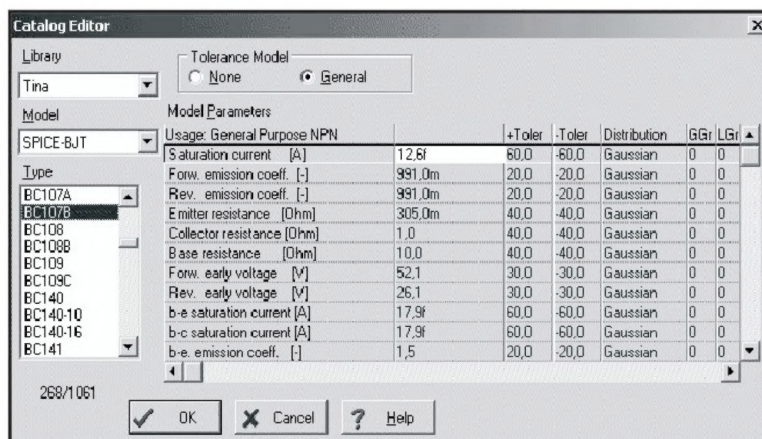 Catalog Editor
Library
Tina
Tolerance Model
None General
Model
SPICE-BJT
Type
BC107A
BC107B
BC108
BC108B
BC109
BC109C
BC140
BC140-10
BC140-16
BC141
268/1061
Model Parameters
Usage: General Purpose NPN +Toler -Toler Distribution GGr LGr
Saturation current [A] 12,6f 60,0 -60,0 Gaussian 0 0
Forw. emission coeff. [-] 991,0m 20,0 -20,0 Gaussian 0 0
Rev. emission coeff. [-] 991,0m 20,0 -20,0 Gaussian 0 0
Emitter resistance [Ohm] 305,0m 40,0 -40,0 Gaussian 0 0
Collector resistance [Ohm] 1,0 40,0 -40,0 Gaussian 0 0
Base resistance [Ohm] 10,0 40,0 -40,0 Gaussian 0 0
Forw. early voltage [V] 52,1 30,0 -30,0 Gaussian 0 0
Rev. early voltage [V] 26,1 30,0 -30,0 Gaussian 0 0
b-e saturation current [A] 17,9f 60,0 -60,0 Gaussian 0 0
b-c saturation current [A] 17,9f 60,0 -60,0 Gaussian 0 0
b-e. emission coeff. [-] 1,5 20,0 -20,0 Gaussian 0 0
OK Cancel ? Help